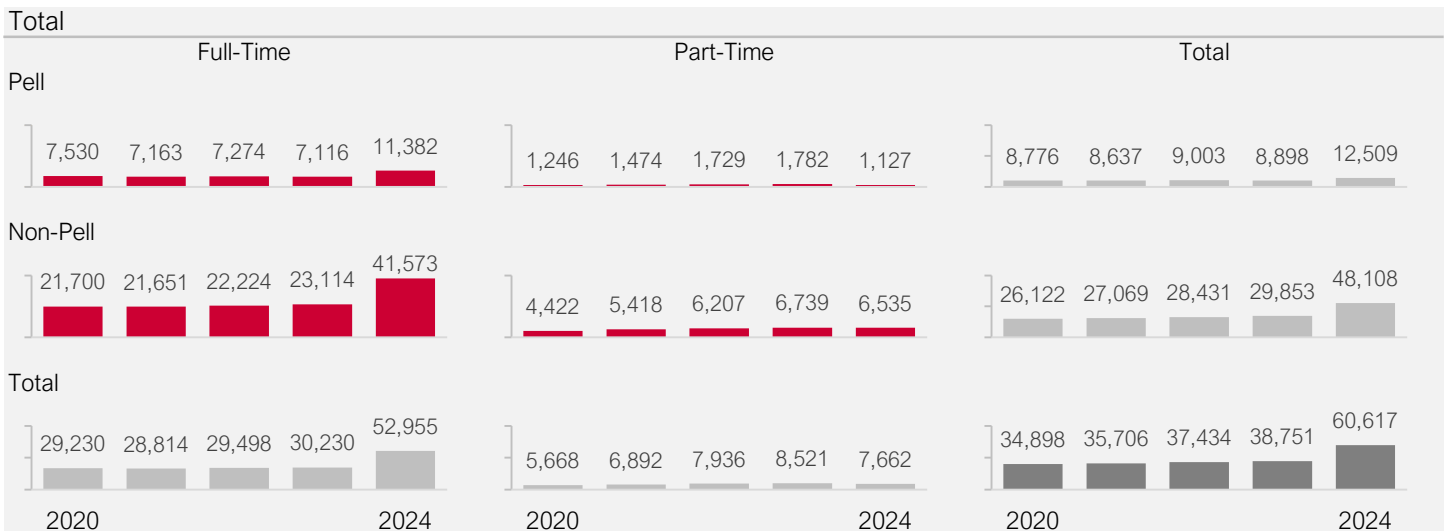 Total
Full-Time Part-Time Total
Pell
7,530 7,163 7,274 7,116 11,382 1,246 1,474 1,729 1,782 1,127 8,776 8,637 9,003 8,898 12,509
Non-Pell
21,700 21,651 22,224 23,114 41,573 4,422 5,418 6,207 6,739 6,535 26,122 27,069 28,431 29,853 48,108
Total
29,230 28,814 29,498 30,230 52,955 5,668 6,892 7,936 8,521 7,662 34,898 35,706 37,434 38,751 60,617
2020 2024 2020 2024 2020 2024